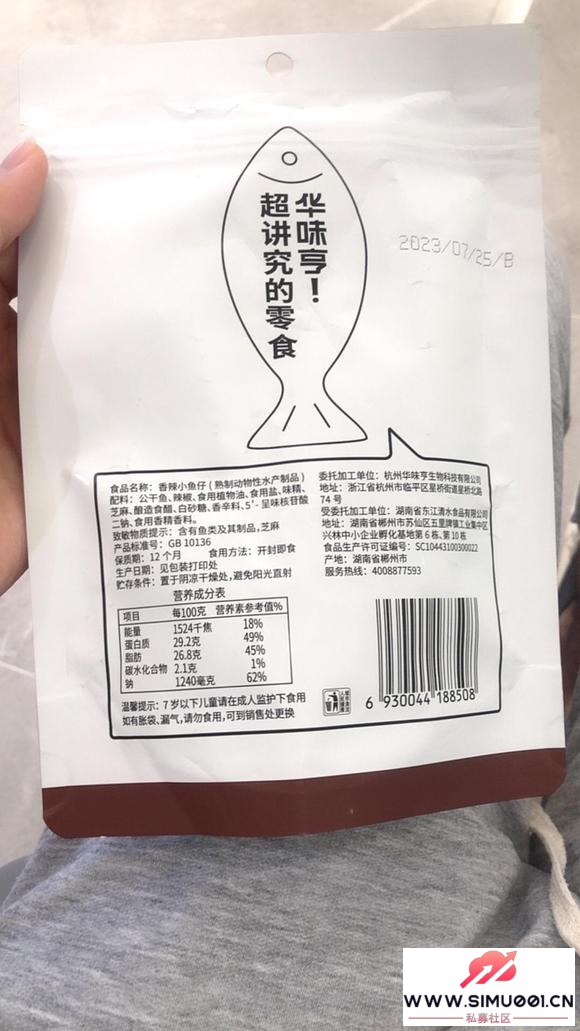 华味亨！
超讲究的零食
2023/07/25/B
食品名称：香辣小鱼仔（熟制动物性水产制品）
配料：公干鱼、辣椒、食用植物油、食用盐、味精、
芝麻、酿造食醋、白砂糖、香辛料、5'-呈味核苷酸
二钠、食用香精香料。
致敏物质提示：含有鱼类及其制品，芝麻
产品标准号：GB 10136
保质期：12 个月 食用方法：开封即食
生产日期：见包装打印处
贮存条件：置于阴凉干燥处，避免阳光直射
营养成分表
项目 每100克 营养素参考值%
能量 1524千焦 18%
蛋白质 29.2克 49%
脂肪 26.8克 45%
碳水化合物 2.1克 1%
钠 1240毫克 62%
温馨提示：7 岁以下儿童请在成人监护下食用
如有胀袋、漏气，请勿食用，可到销售处更换
委托加工单位：杭州华味亨生物科技有限公司
地址：浙江省杭州市临平区星桥街道星桥北路
74 号
受委托加工单位：湖南省东江清水食品有限公司
地址：湖南省郴州市苏仙区五里牌镇工业集中区
兴林中小企业孵化基地第 6 栋、第 10 栋
食品生产许可证编号：SC10443100300022
产地：湖南省郴州市
服务热线：4008877593
6 930044 188508
WWW.SIMU001.CN
私募社区